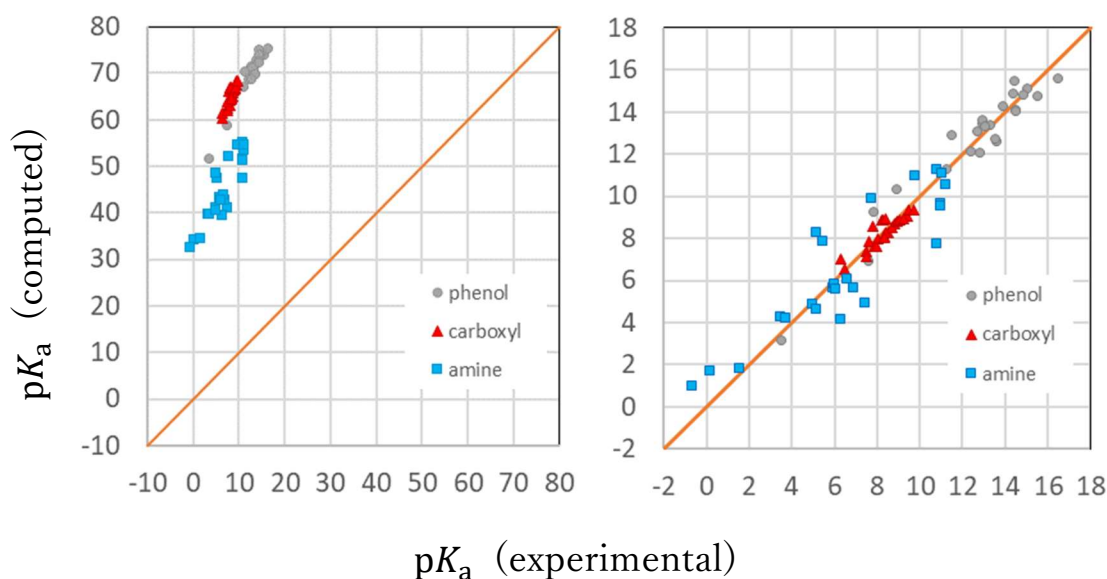 80
70
60
50
40
30
20
10
0
-10
-10 0 10 20 30 40 50 60 70 80
phenol
carboxyl
amine
18
16
14
12
10
8
6
4
2
0
-2
-2 0 2 4 6 8 10 12 14 16 18
phenol
carboxyl
amine
pKa (computed)
pKa (experimental)